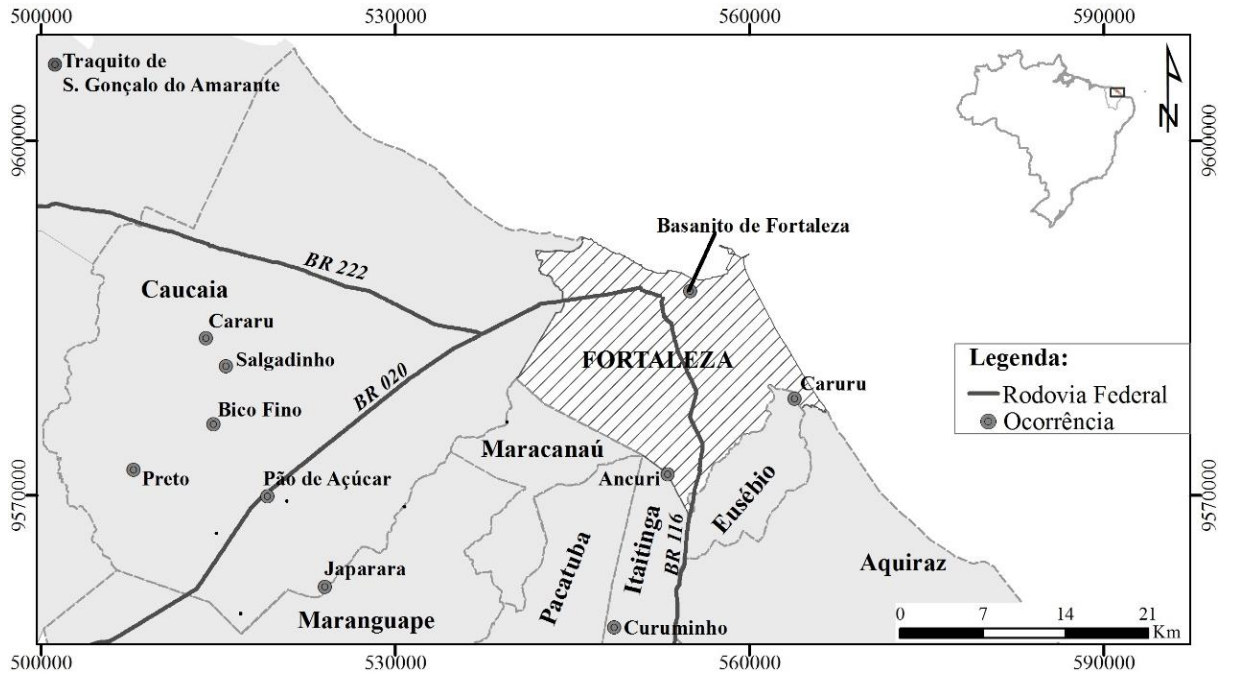 500000
530000
560000
590000
Traquito de
S. Gonçalo do Amarante
N
9600000
9600000
Basanito de Fortaleza
BR 222
Caucaia
Cararu
Salgadinho
FORTALEZA
Legenda:
Rodovia Federal
Ocorrência
BR 020
Caruru
Bico Fino
Maracanaú
Preto
Pão de Açúcar
Ancuri
Eusébio
9570000
9570000
Itaitinga
BR 116
Pacatuba
Aquiraz
Japarara
Maranguape
Curuminho
0 7 14 21
Km
500000
530000
560000
590000